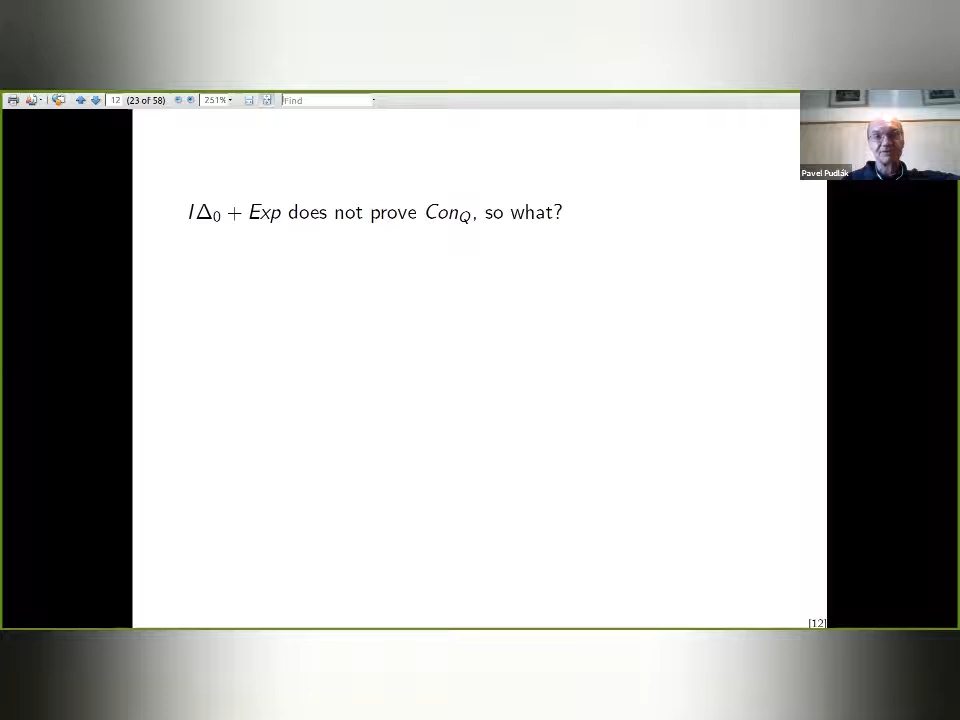 12 (23 of 58) 251% Find
Pavel Pudlák
IΔ₀ + Exp does not prove Con_Q, so what?
[12]